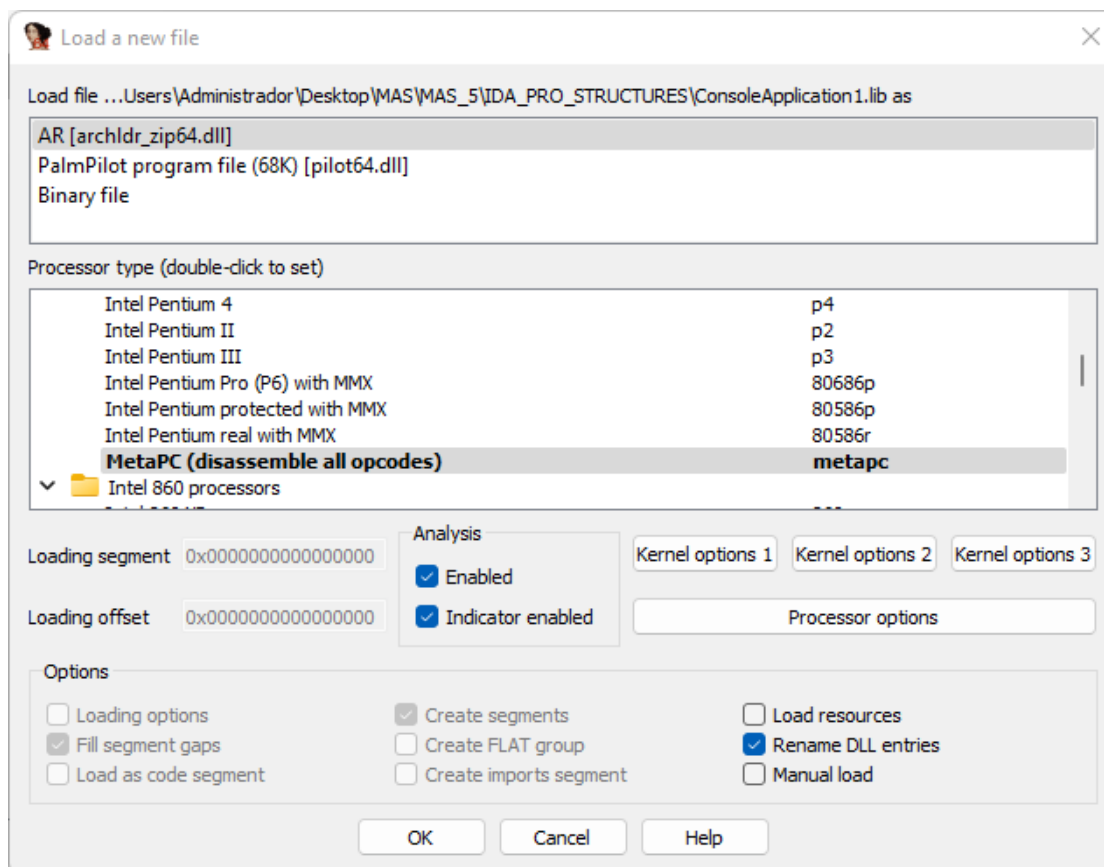 Load a new file
Load file ...Users\Administrador\Desktop\MAS\MAS_5\IDA_PRO_STRUCTURES\ConsoleApplication1.lib as
AR [archldr_zip64.dll]
PalmPilot program file (68K) [pilot64.dll]
Binary file
Processor type (double-click to set)
Intel Pentium 4 p4
Intel Pentium II p2
Intel Pentium III p3
Intel Pentium Pro (P6) with MMX 80686p
Intel Pentium protected with MMX 80586p
Intel Pentium real with MMX 80586r
MetaPC (disassemble all opcodes) metapc
Intel 860 processors
Loading segment 0x0000000000000000
Loading offset 0x0000000000000000
Analysis
Enabled
Indicator enabled
Kernel options 1 Kernel options 2 Kernel options 3
Processor options
Options
Loading options Create segments Load resources
Fill segment gaps Create FLAT group Rename DLL entries
Load as code segment Create imports segment Manual load
OK Cancel Help